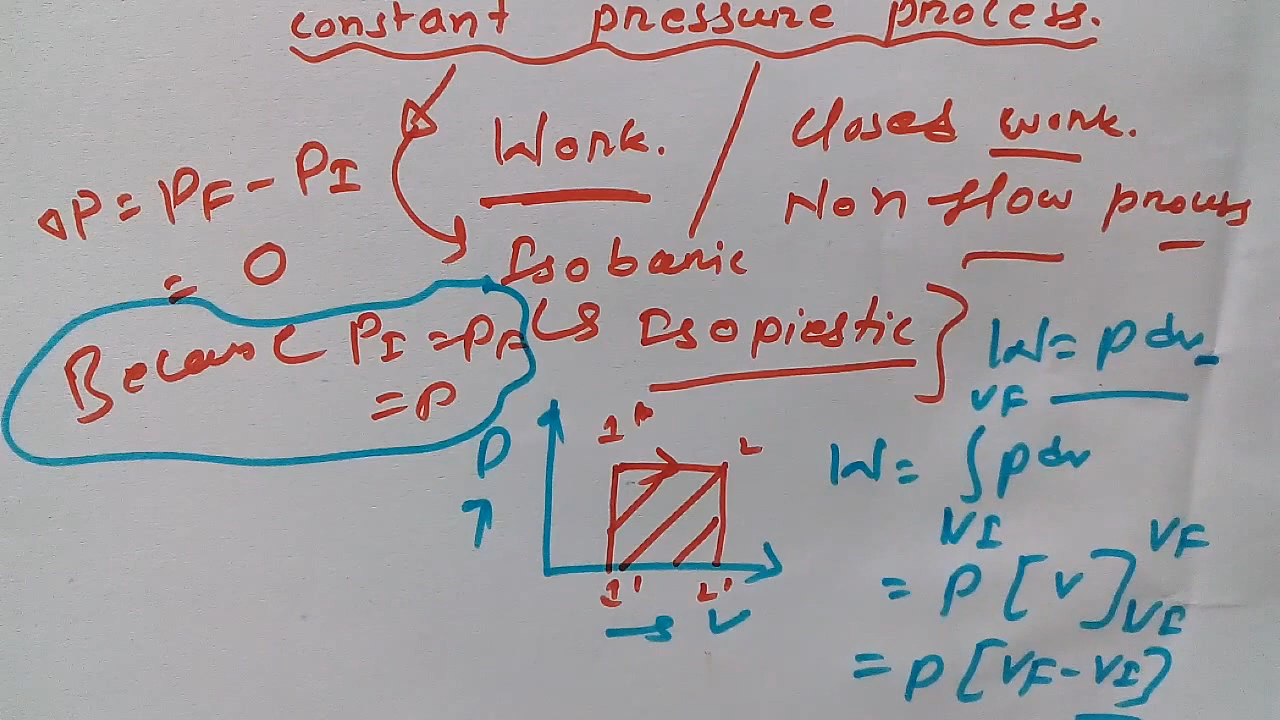 constant pressure process.
Work.
Closed work.
Non flow process
ΔP = PF - PI
= 0
Because PI = PF
= P
Isobaric
Isopiestic
W = pdv
VF
W = ∫ pdv
VI
= P [v] VF
VI
= P [VF - VI]
P
↑
1
2
1' 2'
→ V